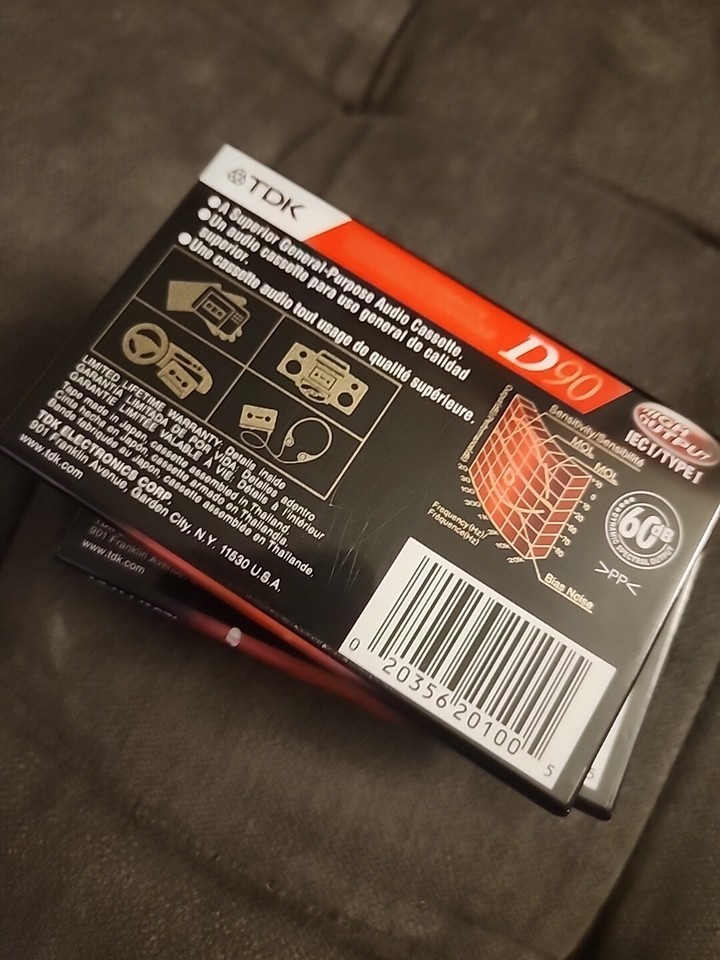 TDK
●A Superior General-Purpose Audio Cassette.
●Un audio cassette para uso general de calidad
superior.
●Une cassette audio tout usage de qualité supérieure.
D90
HIGH
OUTPUT
IEC I/TYPE I
Sensitivity/Sensibilité
MOL
MOL
Frequency(Hz)/
Fréquence(Hz)
Bias Noise
60dB
>PP<
LIMITED LIFETIME WARRANTY: Details inside
GARANTIA LIMITADA DE POR VIDA: Detalles adentro
GARANTIE LIMITÉE VALABLE À VIE: Détails à l'intérieur
Tape made in Japan, cassette assembled in Thailand.
Cinta hecha en Japon, cassette armado en Thailandia.
Bande fabriquée au Japon, cassette assemblée en Thaïlande.
TDK ELECTRONICS CORP.
901 Franklin Avenue, Garden City, N.Y. 11530 U.S.A.
www.tdk.com
0 20356 20100 5
901 Franklin Avenue
www.tdk.com
5